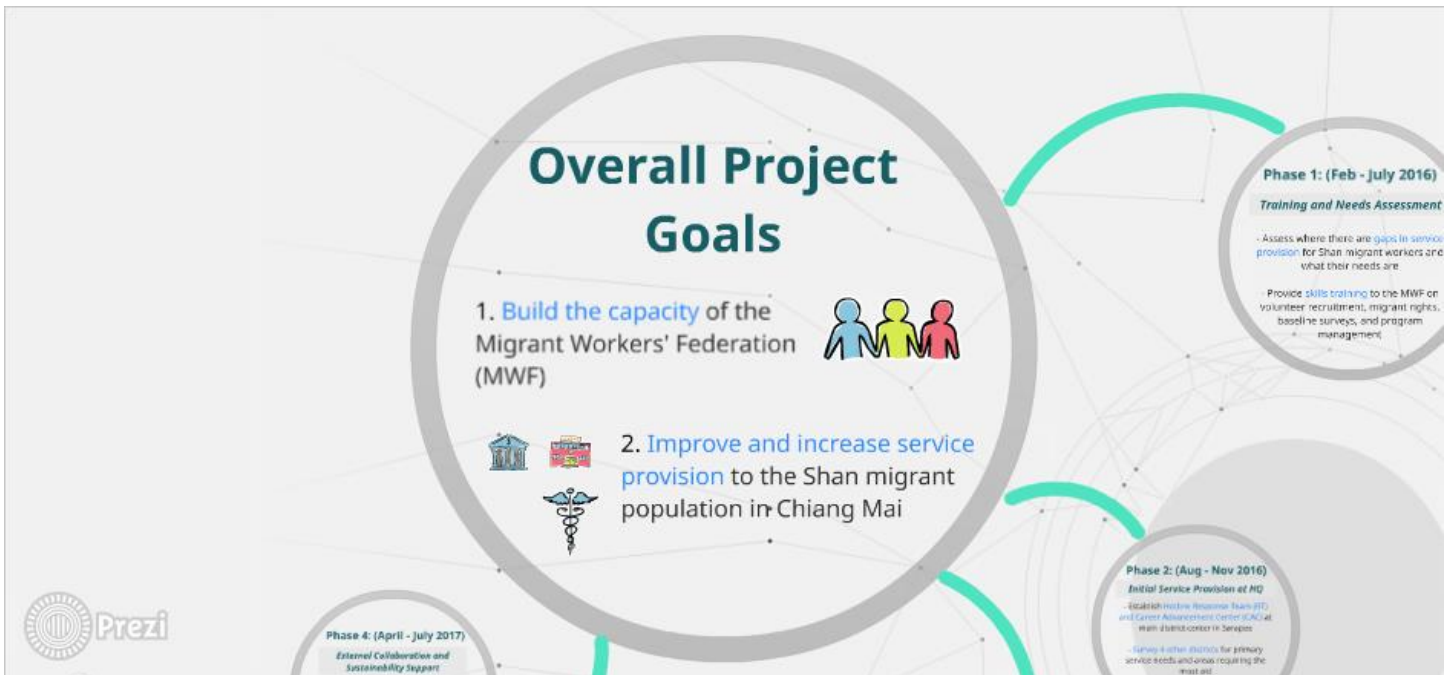 Overall Project
Goals
1. Build the capacity of the
Migrant Workers' Federation
(MWF)
2. Improve and increase service
provision to the Shan migrant
population in Chiang Mai
Phase 1: (Feb - July 2016)
Training and Needs Assessment
- Assess where there are gaps in service
provision for Shan migrant workers and
what their needs are
- Provide skills training to the MWF on
volunteer recruitment, migrant rights,
baseline surveys, and program
management
Phase 2: (Aug - Nov 2016)
Initial Service Provision at HQ
- Establish Hotline Response Team (RT)
and Career Advancement Center (CAC) at
main district center in Sarapee
- Survey 4 other districts for primary
service needs and areas requiring the
most aid
Phase 4: (April - July 2017)
External Collaboration and
Sustainability Support
Prezi